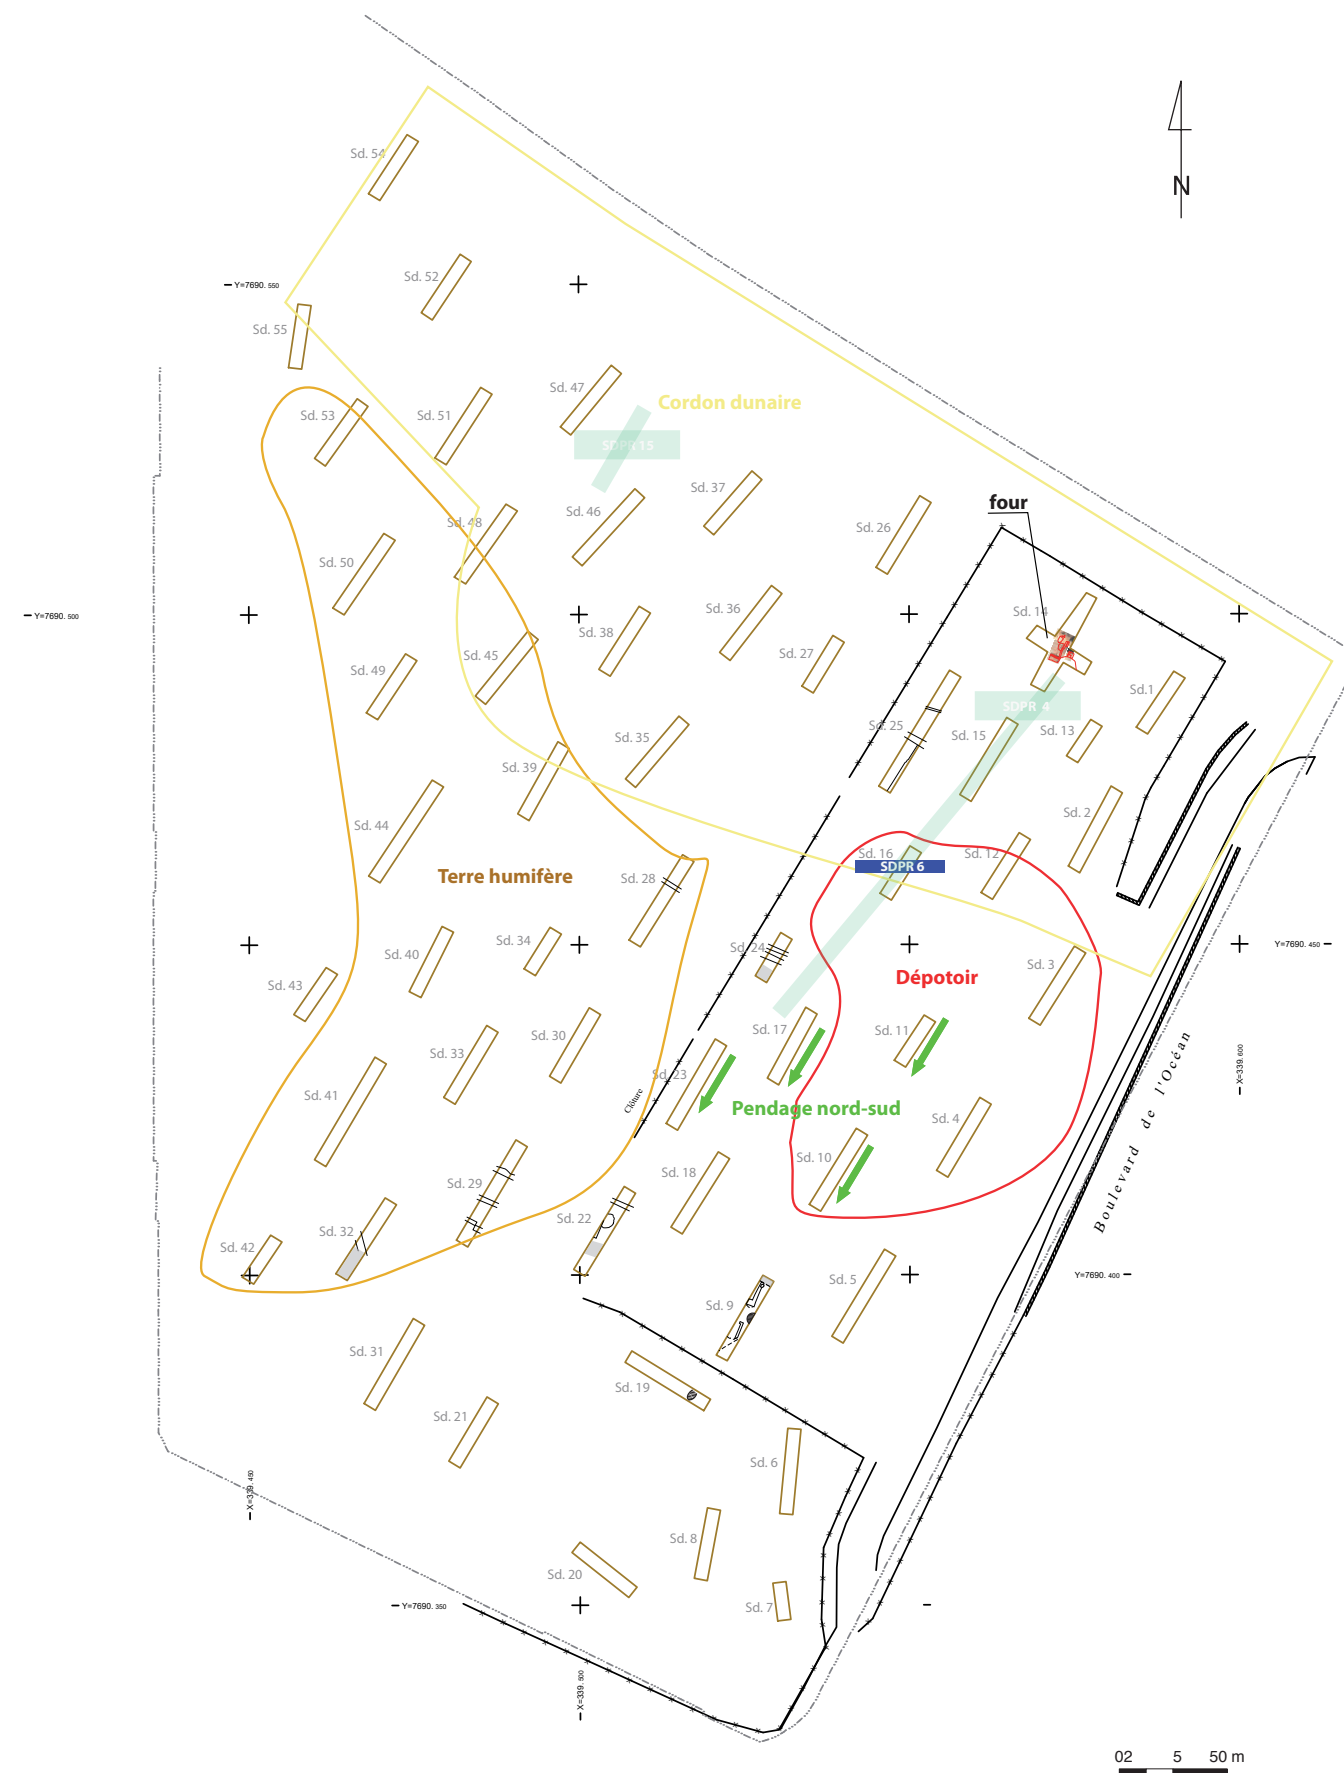 N
Sd. 54
Sd. 52
Y=7690. 550
Sd. 55
Sd. 47
Cordon dunaire
Sd. 53
Sd. 51
SDPR 15
Sd. 37
four
Sd. 46
Sd. 48
Sd. 26
Sd. 50
Y=7690. 500
Sd. 36
Sd. 14
Sd. 38
Sd. 45
Sd. 27
Sd. 49
Sd.1
SDPR 4
Sd. 25
Sd. 13
Sd. 15
Sd. 35
Sd. 39
Sd. 2
Sd. 44
Sd. 16
Sd. 12
SDPR 6
Terre humifère
Sd. 28
Sd. 34
Sd. 24
Y=7690. 450
Sd. 40
Sd. 3
Dépotoir
Sd. 43
Sd. 17
Sd. 11
Sd. 30
Sd. 33
Sd. 23
X=339. 600
Sd. 41
Clôture
Pendage nord-sud
Sd. 4
Boulevard de l'Océan
Sd. 10
Sd. 18
Sd. 29
Sd. 22
Sd. 32
Sd. 42
Y=7690. 400
Sd. 5
Sd. 9
Sd. 31
Sd. 19
Sd. 21
Sd. 6
X=339. 450
Sd. 8
Sd. 20
Y=7690. 350
Sd. 7
X=339. 500
02 5 50 m